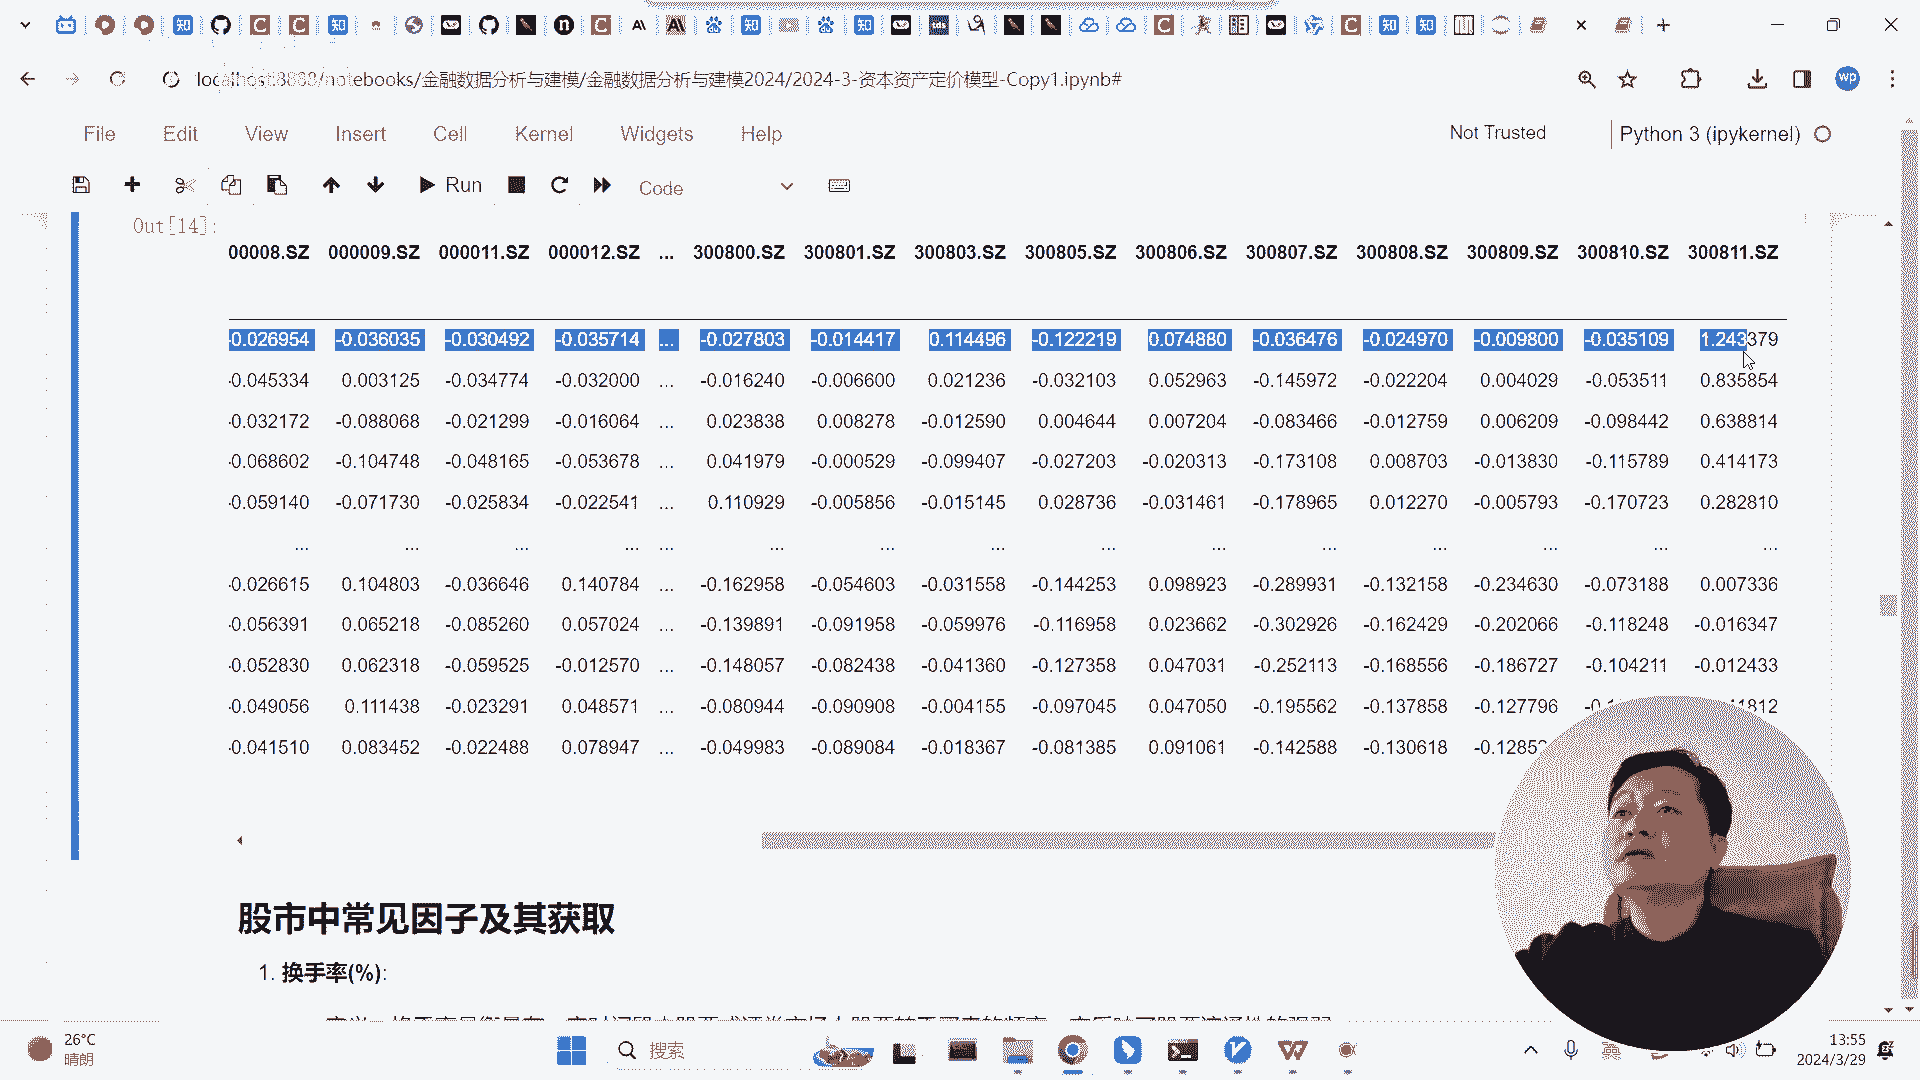 localhost:8888/notebooks/金融数据分析与建模/金融数据分析与建模2024/2024-3-资本资产定价模型-Copy1.ipynb#
File Edit View Insert Cell Kernel Widgets Help Not Trusted Python 3 (ipykernel)
Run Code
Out[14]:
00008.SZ 000009.SZ 000011.SZ 000012.SZ ... 300800.SZ 300801.SZ 300803.SZ 300805.SZ 300806.SZ 300807.SZ 300808.SZ 300809.SZ 300810.SZ 300811.SZ
-0.026954 -0.036035 -0.030492 -0.035714 ... -0.027803 -0.014417 0.114496 -0.122219 0.074880 -0.036476 -0.024970 -0.009800 -0.035109 1.243379
-0.045334 0.003125 -0.034774 -0.032000 ... -0.016240 -0.006600 0.021236 -0.032103 0.052963 -0.145972 -0.022204 0.004029 -0.053511 0.835854
-0.032172 -0.088068 -0.021299 -0.016064 ... 0.023838 0.008278 -0.012590 0.004644 0.007204 -0.083466 -0.012759 0.006209 -0.098442 0.638814
-0.068602 -0.104748 -0.048165 -0.053678 ... 0.041979 -0.000529 -0.099407 -0.027203 -0.020313 -0.173108 0.008703 -0.013830 -0.115789 0.414173
-0.059140 -0.071730 -0.025834 -0.022541 ... 0.110929 -0.005856 -0.015145 0.028736 -0.031461 -0.178965 0.012270 -0.005793 -0.170723 0.282810
... ... ... ... ... ... ... ... ... ... ... ... ... ... ...
-0.026615 0.104803 -0.036646 0.140784 ... -0.162958 -0.054603 -0.031558 -0.144253 0.098923 -0.289931 -0.132158 -0.234630 -0.073188 0.007336
-0.056391 0.065218 -0.085260 0.057024 ... -0.139891 -0.091958 -0.059976 -0.116958 0.023662 -0.302926 -0.162429 -0.202066 -0.118248 -0.016347
-0.052830 0.062318 -0.059525 -0.012570 ... -0.148057 -0.082438 -0.041360 -0.127358 0.047031 -0.252113 -0.168556 -0.186727 -0.104211 -0.012433
-0.049056 0.111438 -0.023291 0.048571 ... -0.080944 -0.090908 -0.004155 -0.097045 0.047050 -0.195562 -0.137858 -0.127796
-0.041510 0.083452 -0.022488 0.078947 ... -0.049983 -0.089084 -0.018367 -0.081385 0.091061 -0.142588 -0.130618
股市中常见因子及其获取
1. 换手率(%):
26°C
晴朗
搜索
13:55
2024/3/29